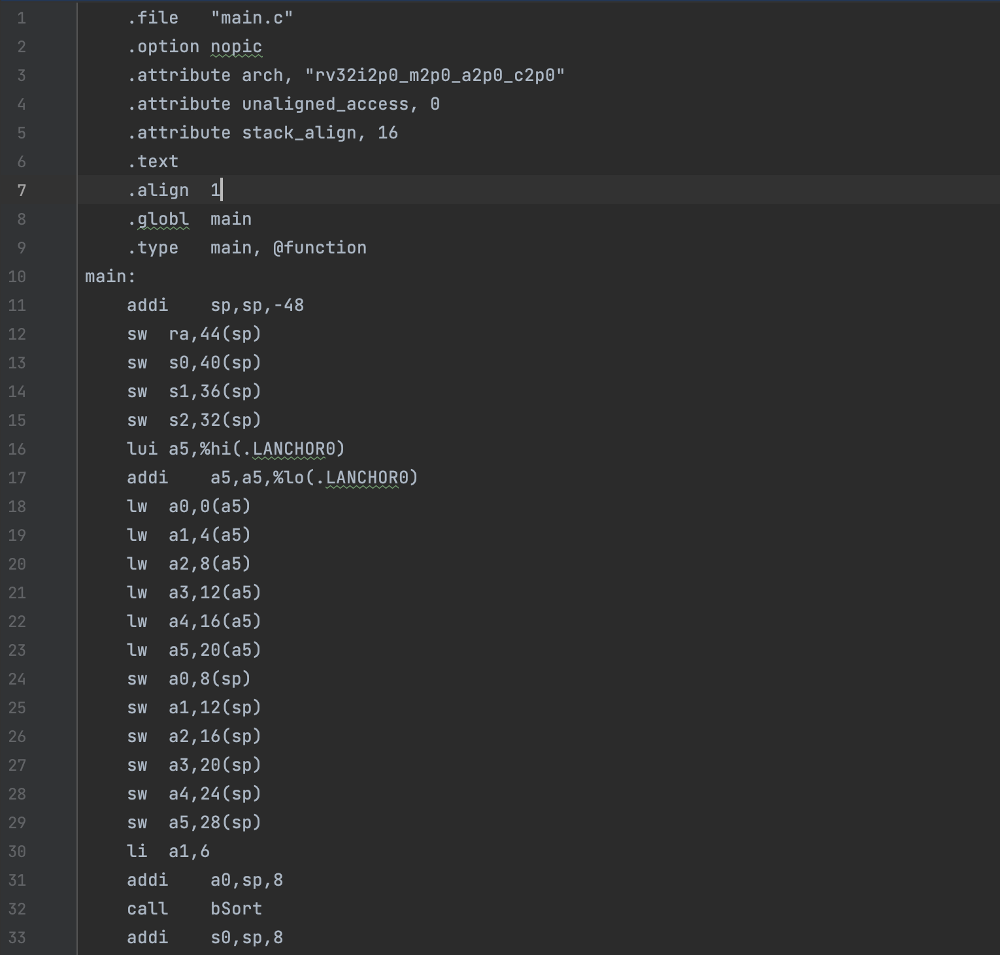 1 .file "main.c"
2 .option nopic
3 .attribute arch, "rv32i2p0_m2p0_a2p0_c2p0"
4 .attribute unaligned_access, 0
5 .attribute stack_align, 16
6 .text
7 .align 1
8 .globl main
9 .type main, @function
10 main:
11 addi sp,sp,-48
12 sw ra,44(sp)
13 sw s0,40(sp)
14 sw s1,36(sp)
15 sw s2,32(sp)
16 lui a5,%hi(.LANCHOR0)
17 addi a5,a5,%lo(.LANCHOR0)
18 lw a0,0(a5)
19 lw a1,4(a5)
20 lw a2,8(a5)
21 lw a3,12(a5)
22 lw a4,16(a5)
23 lw a5,20(a5)
24 sw a0,8(sp)
25 sw a1,12(sp)
26 sw a2,16(sp)
27 sw a3,20(sp)
28 sw a4,24(sp)
29 sw a5,28(sp)
30 li a1,6
31 addi a0,sp,8
32 call bSort
33 addi s0,sp,8